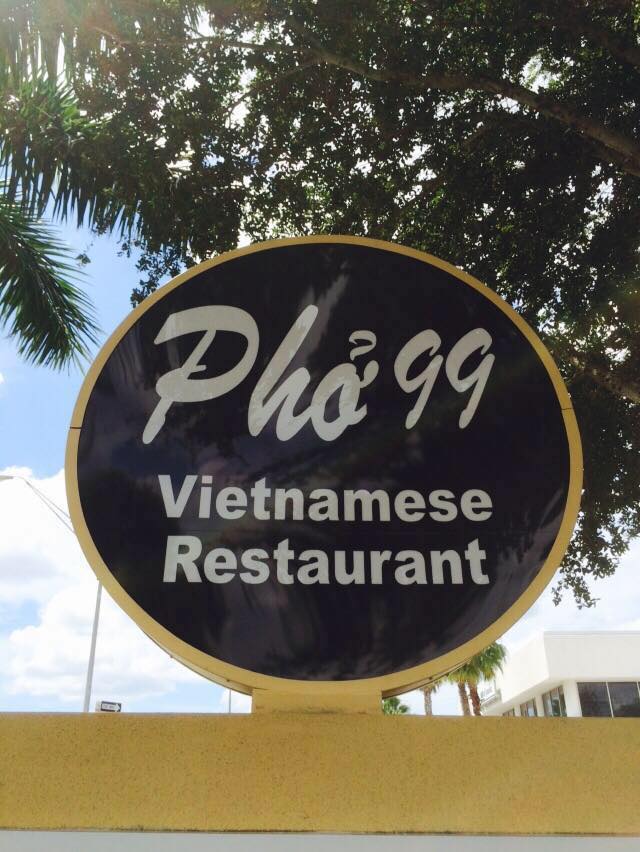 Phở 99
Vietnamese
Restaurant